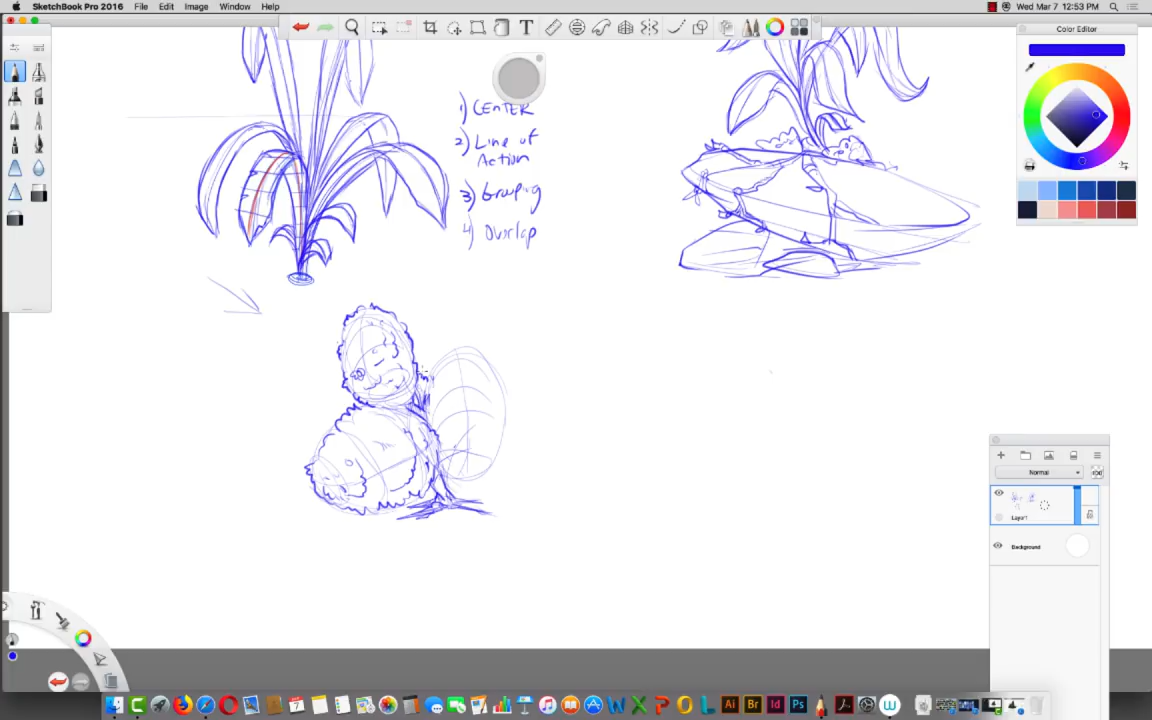 SketchBook Pro 2016 File Edit Image Window Help
Wed Mar 7 12:53 PM
Color Editor
1) CENTER
2) Line of
Action
3) Grouping
4) Overlap
Normal
Layer1
Background